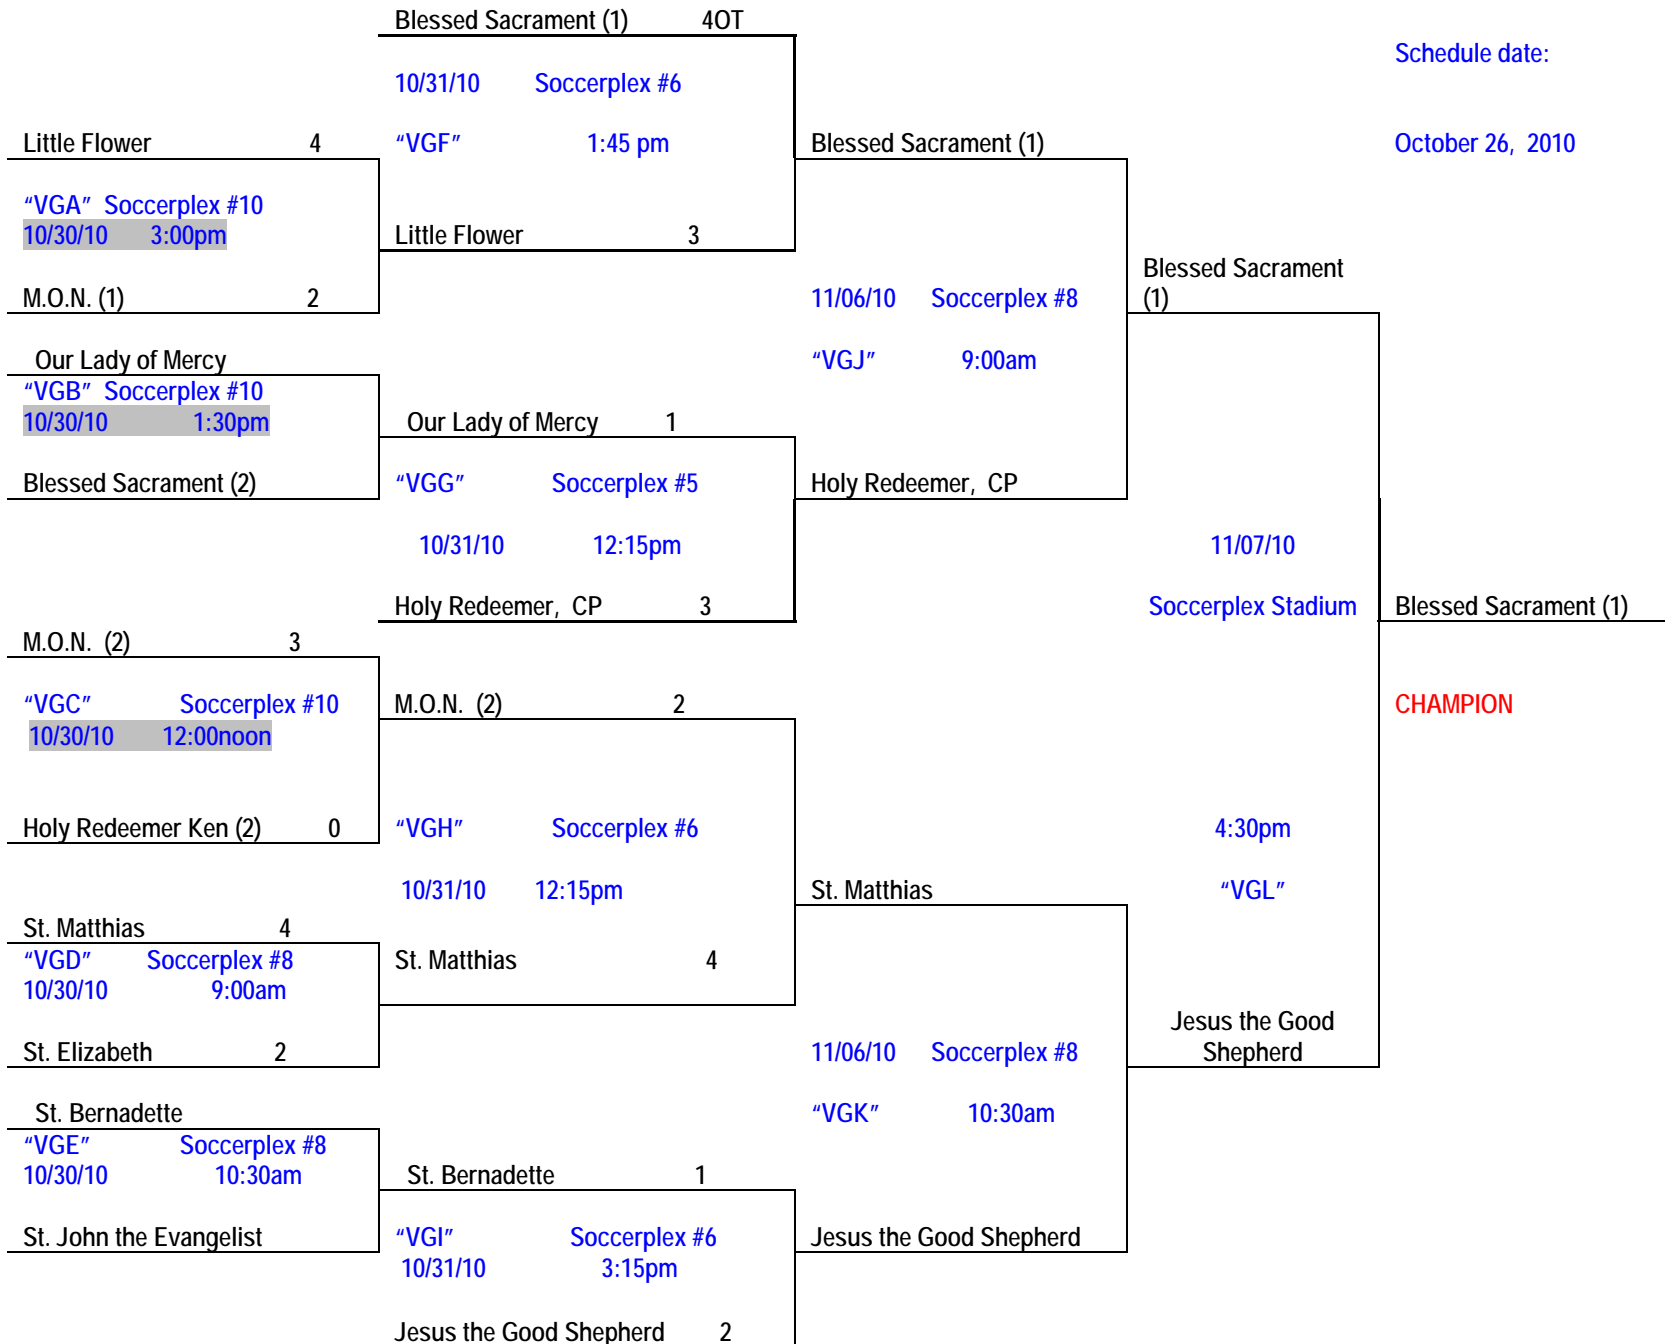 Blessed Sacrament (1) 4OT
Schedule date:
10/31/10 Soccerplex #6
Little Flower 4 "VGF" 1:45 pm Blessed Sacrament (1) October 26, 2010
"VGA" Soccerplex #10
10/30/10 3:00pm Little Flower 3
Blessed Sacrament
M.O.N. (1) 2 11/06/10 Soccerplex #8 (1)
Our Lady of Mercy "VGJ" 9:00am
"VGB" Soccerplex #10
10/30/10 1:30pm Our Lady of Mercy 1
Blessed Sacrament (2) "VGG" Soccerplex #5 Holy Redeemer, CP
10/31/10 12:15pm 11/07/10
Holy Redeemer, CP 3 Soccerplex Stadium Blessed Sacrament (1)
M.O.N. (2) 3
"VGC" Soccerplex #10 M.O.N. (2) 2 CHAMPION
10/30/10 12:00noon
Holy Redeemer Ken (2) 0 "VGH" Soccerplex #6 4:30pm
10/31/10 12:15pm St. Matthias "VGL"
St. Matthias 4
"VGD" Soccerplex #8 St. Matthias 4
10/30/10 9:00am
Jesus the Good
St. Elizabeth 2 11/06/10 Soccerplex #8 Shepherd
St. Bernadette "VGK" 10:30am
"VGE" Soccerplex #8
10/30/10 10:30am St. Bernadette 1
St. John the Evangelist "VGI" Soccerplex #6 Jesus the Good Shepherd
10/31/10 3:15pm
Jesus the Good Shepherd 2